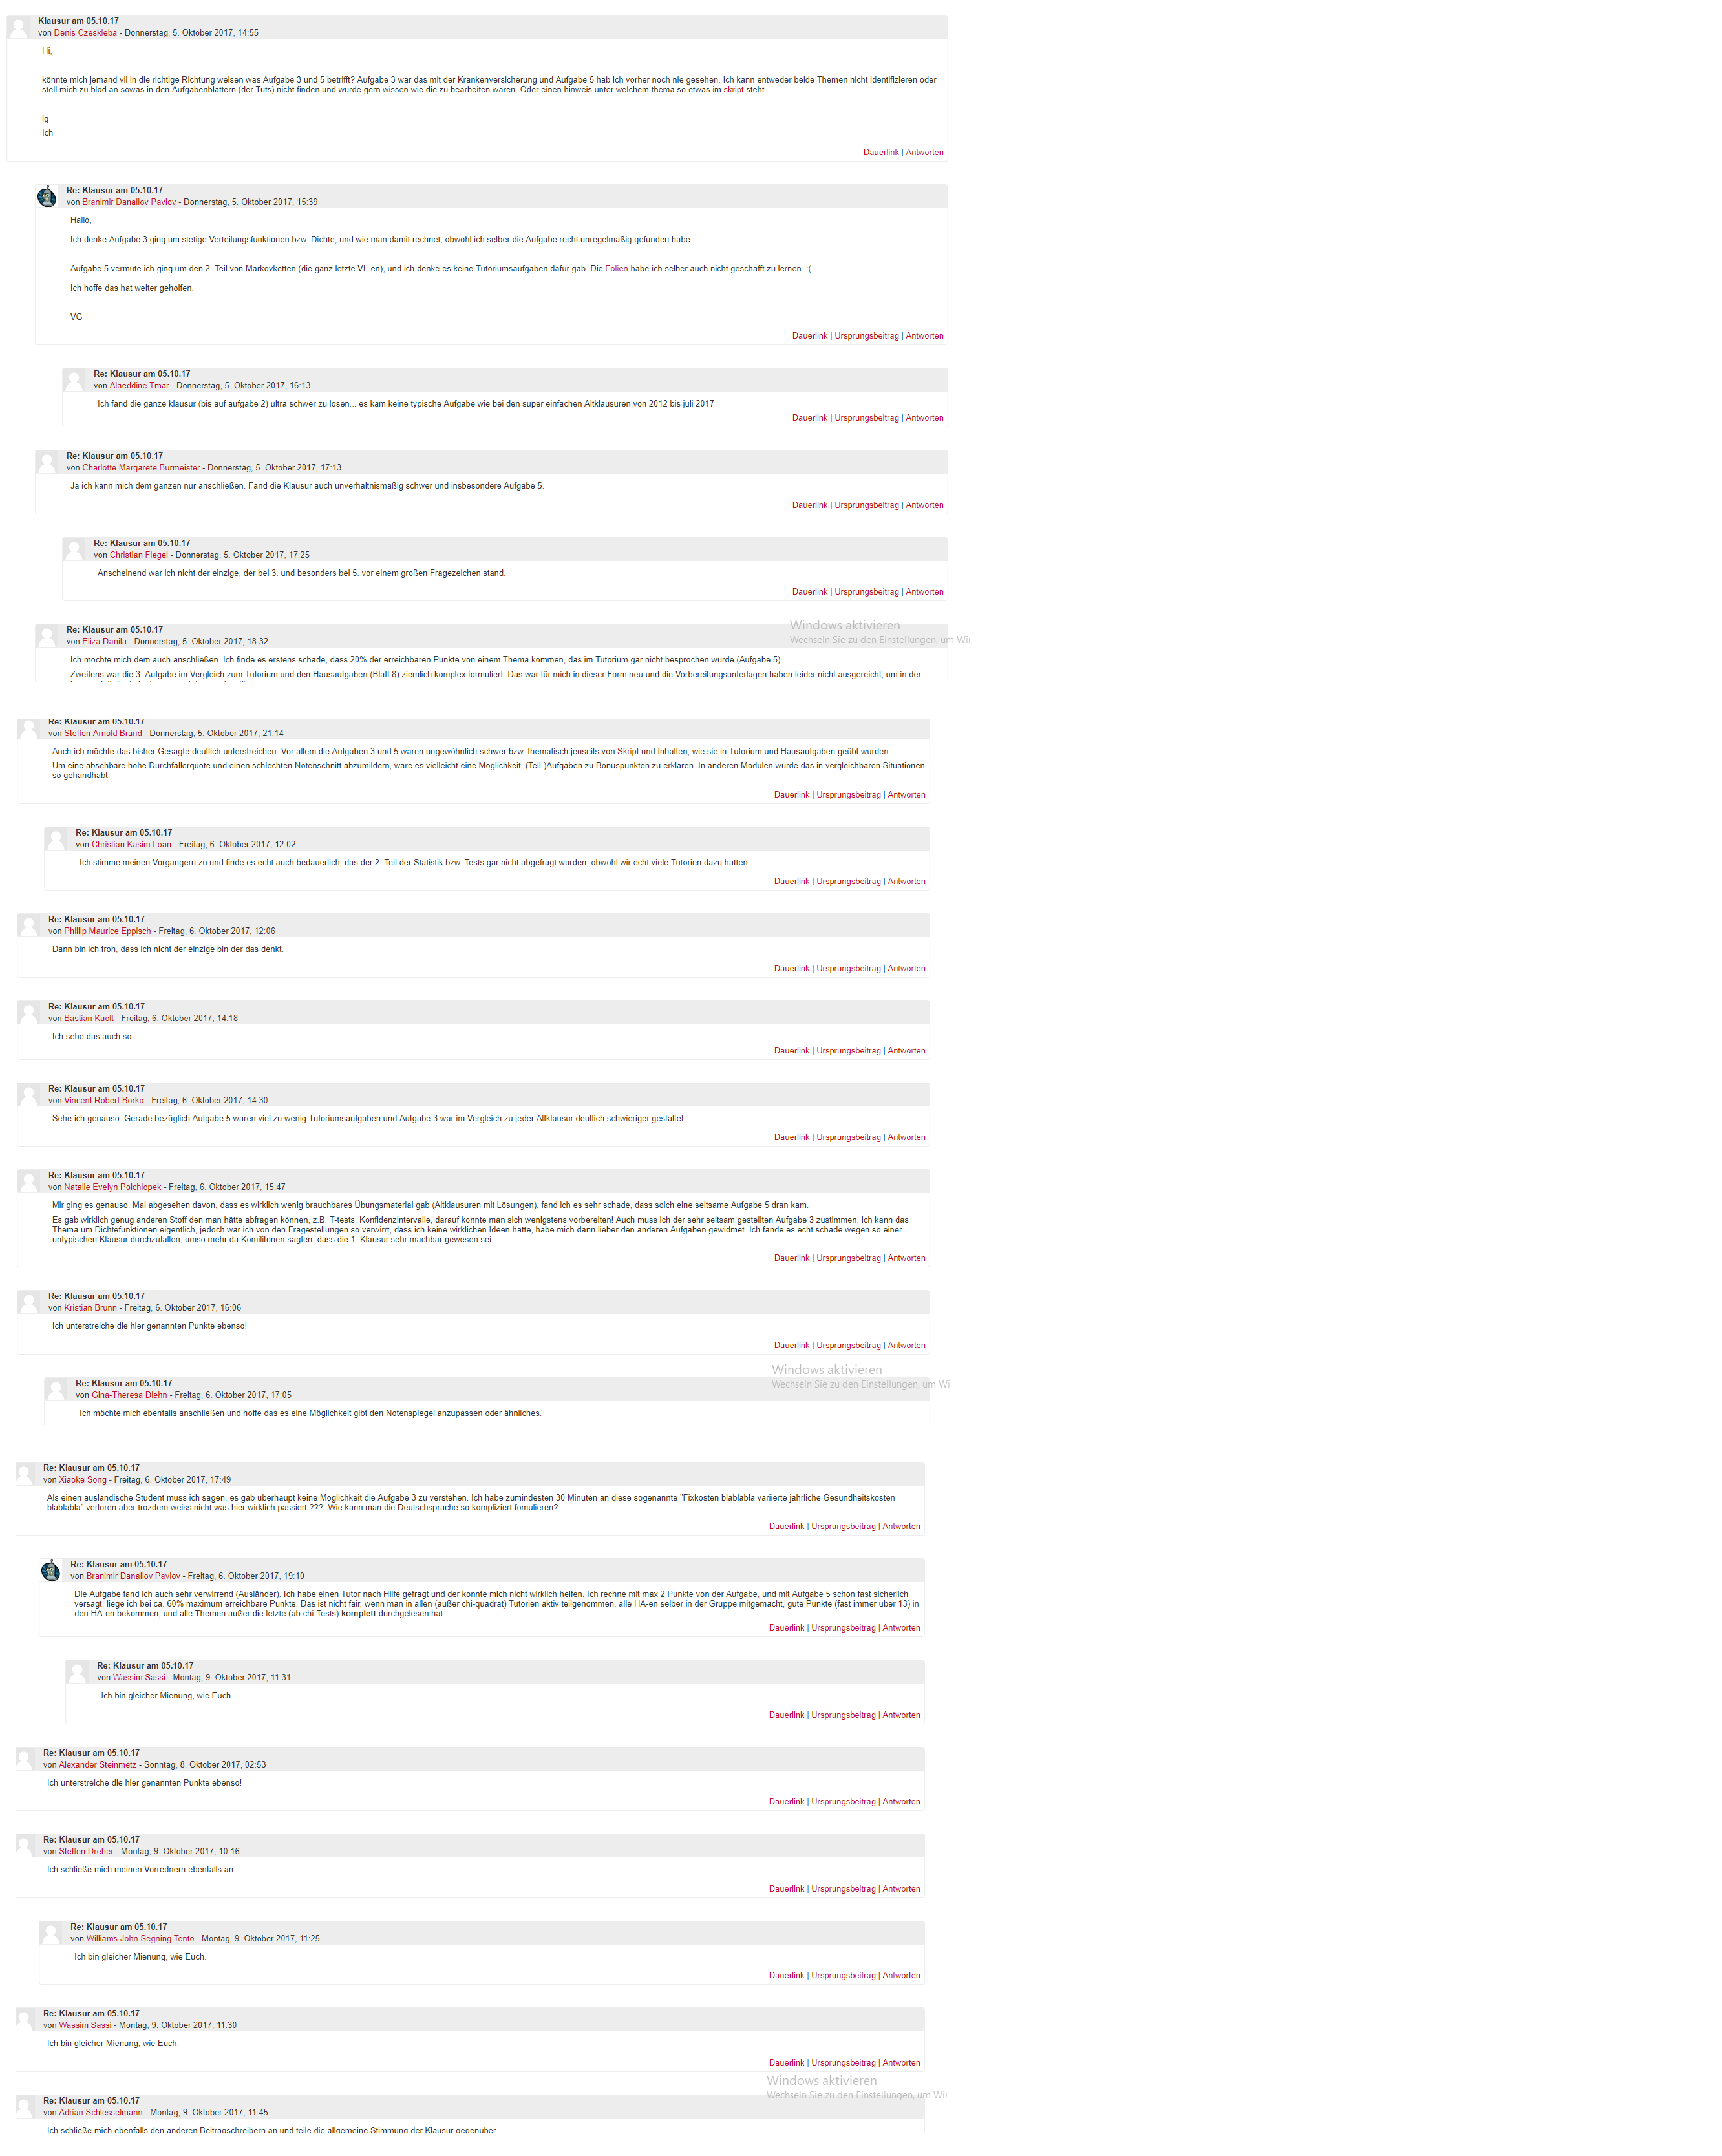 Klausur am 05.10.17
von Denis Czeskleba - Donnerstag, 5. Oktober 2017, 14:55
Hi,
könnte mich jemand vll in die richtige Richtung weisen was Aufgabe 3 und 5 betrifft? Aufgabe 3 war das mit der Krankenversicherung und Aufgabe 5 hab ich vorher noch nie gesehen. Ich kann entweder beide Themen nicht identifizieren oder
stell mich zu blöd an sowas in den Aufgabenblättern (der Tuts) nicht finden und würde gern wissen wie die zu bearbeiten waren. Oder einen hinweis unter welchem thema so etwas im skript steht.
lg
Ich
Dauerlink | Antworten
Re: Klausur am 05.10.17
von Branimir Danailov Pavlov - Donnerstag, 5. Oktober 2017, 15:39
Hallo,
Ich denke Aufgabe 3 ging um stetige Verteilungsfunktionen bzw. Dichte, und wie man damit rechnet, obwohl ich selber die Aufgabe recht unregelmäßig gefunden habe.
Aufgabe 5 vermute ich ging um den 2. Teil von Markovketten (die ganz letzte VL-en), und ich denke es keine Tutoriumsaufgaben dafür gab. Die Folien habe ich selber auch nicht geschafft zu lernen. :(
Ich hoffe das hat weiter geholfen.
VG
Dauerlink | Ursprungsbeitrag | Antworten
Re: Klausur am 05.10.17
von Alaeddine Tmar - Donnerstag, 5. Oktober 2017, 16:13
Ich fand die ganze klausur (bis auf aufgabe 2) ultra schwer zu lösen... es kam keine typische Aufgabe wie bei den super einfachen Altklausuren von 2012 bis juli 2017
Dauerlink | Ursprungsbeitrag | Antworten
Re: Klausur am 05.10.17
von Charlotte Margarete Burmeister - Donnerstag, 5. Oktober 2017, 17:13
Ja ich kann mich dem ganzen nur anschließen. Fand die Klausur auch unverhältnismäßig schwer und insbesondere Aufgabe 5.
Dauerlink | Ursprungsbeitrag | Antworten
Re: Klausur am 05.10.17
von Christian Flegel - Donnerstag, 5. Oktober 2017, 17:25
Anscheinend war ich nicht der einzige, der bei 3. und besonders bei 5. vor einem großen Fragezeichen stand.
Dauerlink | Ursprungsbeitrag | Antworten
Re: Klausur am 05.10.17
von Eliza Danila - Donnerstag, 5. Oktober 2017, 18:32
Windows aktivieren
Wechseln Sie zu den Einstellungen, um Wi
Ich möchte mich dem auch anschließen. Ich finde es erstens schade, dass 20% der erreichbaren Punkte von einem Thema kommen, das im Tutorium gar nicht besprochen wurde (Aufgabe 5).
Zweitens war die 3. Aufgabe im Vergleich zum Tutorium und den Hausaufgaben (Blatt 8) ziemlich komplex formuliert. Das war für mich in dieser Form neu und die Vorbereitungsunterlagen haben leider nicht ausgereicht, um in der
Re: Klausur am 05.10.17
von Steffen Arnold Brand - Donnerstag, 5. Oktober 2017, 21:14
Auch ich möchte das bisher Gesagte deutlich unterstreichen. Vor allem die Aufgaben 3 und 5 waren ungewöhnlich schwer bzw. thematisch jenseits von Skript und Inhalten, wie sie in Tutorium und Hausaufgaben geübt wurden.
Um eine absehbare hohe Durchfallerquote und einen schlechten Notenschnitt abzumildern, wäre es vielleicht eine Möglichkeit, (Teil-)Aufgaben zu Bonuspunkten zu erklären. In anderen Modulen wurde das in vergleichbaren Situationen
so gehandhabt.
Dauerlink | Ursprungsbeitrag | Antworten
Re: Klausur am 05.10.17
von Christian Kasim Loan - Freitag, 6. Oktober 2017, 12:02
Ich stimme meinen Vorgängern zu und finde es echt auch bedauerlich, das der 2. Teil der Statistik bzw. Tests gar nicht abgefragt wurden, obwohl wir echt viele Tutorien dazu hatten.
Dauerlink | Ursprungsbeitrag | Antworten
Re: Klausur am 05.10.17
von Phillip Maurice Eppisch - Freitag, 6. Oktober 2017, 12:06
Dann bin ich froh, dass ich nicht der einzige bin der das denkt.
Dauerlink | Ursprungsbeitrag | Antworten
Re: Klausur am 05.10.17
von Bastian Kuolt - Freitag, 6. Oktober 2017, 14:18
Ich sehe das auch so.
Dauerlink | Ursprungsbeitrag | Antworten
Re: Klausur am 05.10.17
von Vincent Robert Borko - Freitag, 6. Oktober 2017, 14:30
Sehe ich genauso. Gerade bezüglich Aufgabe 5 waren viel zu wenig Tutoriumsaufgaben und Aufgabe 3 war im Vergleich zu jeder Altklausur deutlich schwieriger gestaltet.
Dauerlink | Ursprungsbeitrag | Antworten
Re: Klausur am 05.10.17
von Natalie Evelyn Polchlopek - Freitag, 6. Oktober 2017, 15:47
Mir ging es genauso. Mal abgesehen davon, dass es wirklich wenig brauchbares Übungsmaterial gab (Altklausuren mit Lösungen), fand ich es sehr schade, dass solch eine seltsame Aufgabe 5 dran kam.
Es gab wirklich genug anderen Stoff den man hätte abfragen können, z.B. T-tests, Konfidenzintervalle, darauf konnte man sich wenigstens vorbereiten! Auch muss ich der sehr seltsam gestellten Aufgabe 3 zustimmen, ich kann das
Thema um Dichtefunktionen eigentlich, jedoch war ich von den Fragestellungen so verwirrt, dass ich keine wirklichen Ideen hatte, habe mich dann lieber den anderen Aufgaben gewidmet. Ich fände es echt schade wegen so einer
untypischen Klausur durchzufallen, umso mehr da Komilitonen sagten, dass die 1. Klausur sehr machbar gewesen sei.
Dauerlink | Ursprungsbeitrag | Antworten
Re: Klausur am 05.10.17
von Kristian Brünn - Freitag, 6. Oktober 2017, 16:06
Ich unterstreiche die hier genannten Punkte ebenso!
Dauerlink | Ursprungsbeitrag | Antworten
Windows aktivieren
Wechseln Sie zu den Einstellungen, um Wi
Re: Klausur am 05.10.17
von Gina-Theresa Diehn - Freitag, 6. Oktober 2017, 17:05
Ich möchte mich ebenfalls anschließen und hoffe das es eine Möglichkeit gibt den Notenspiegel anzupassen oder ähnliches.
Re: Klausur am 05.10.17
von Xiaoke Song - Freitag, 6. Oktober 2017, 17:49
Als einen auslandische Student muss ich sagen, es gab überhaupt keine Möglichkeit die Aufgabe 3 zu verstehen. Ich habe zumindesten 30 Minuten an diese sogenannte "Fixkosten blablabla variierte jährliche Gesundheitskosten
blablabla" verloren aber trozdem weiss nicht was hier wirklich passiert ??? Wie kann man die Deutschsprache so kompliziert fomulieren?
Dauerlink | Ursprungsbeitrag | Antworten
Re: Klausur am 05.10.17
von Branimir Danailov Pavlov - Freitag, 6. Oktober 2017, 19:10
Die Aufgabe fand ich auch sehr verwirrend (Ausländer). Ich habe einen Tutor nach Hilfe gefragt und der konnte mich nicht wirklich helfen. Ich rechne mit max 2 Punkte von der Aufgabe, und mit Aufgabe 5 schon fast sicherlich
versagt, liege ich bei ca. 60% maximum erreichbare Punkte. Das ist nicht fair, wenn man in allen (außer chi-quadrat) Tutorien aktiv teilgenommen, alle HA-en selber in der Gruppe mitgemacht, gute Punkte (fast immer über 13) in
den HA-en bekommen, und alle Themen außer die letzte (ab chi-Tests) komplett durchgelesen hat.
Dauerlink | Ursprungsbeitrag | Antworten
Re: Klausur am 05.10.17
von Wassim Sassi - Montag, 9. Oktober 2017, 11:31
Ich bin gleicher Mienung, wie Euch.
Dauerlink | Ursprungsbeitrag | Antworten
Re: Klausur am 05.10.17
von Alexander Steinmetz - Sonntag, 8. Oktober 2017, 02:53
Ich unterstreiche die hier genannten Punkte ebenso!
Dauerlink | Ursprungsbeitrag | Antworten
Re: Klausur am 05.10.17
von Steffen Dreher - Montag, 9. Oktober 2017, 10:16
Ich schließe mich meinen Vorrednern ebenfalls an.
Dauerlink | Ursprungsbeitrag | Antworten
Re: Klausur am 05.10.17
von Williams John Segning Tento - Montag, 9. Oktober 2017, 11:25
Ich bin gleicher Mienung, wie Euch.
Dauerlink | Ursprungsbeitrag | Antworten
Re: Klausur am 05.10.17
von Wassim Sassi - Montag, 9. Oktober 2017, 11:30
Ich bin gleicher Mienung, wie Euch.
Dauerlink | Ursprungsbeitrag | Antworten
Windows aktivieren
Wechseln Sie zu den Einstellungen, um Wi
Re: Klausur am 05.10.17
von Adrian Schlesselmann - Montag, 9. Oktober 2017, 11:45
Ich schließe mich ebenfalls den anderen Beitragschreibern an und teile die allgemeine Stimmung der Klausur gegenüber.